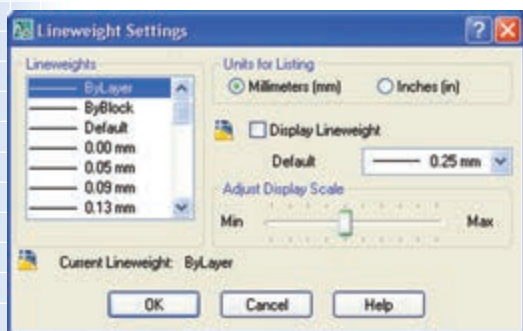 Lineweight Settings
Lineweights
ByLayer
ByBlock
Default
0.00 mm
0.05 mm
0.09 mm
0.13 mm
Units for Listing
Millimeters (mm) Inches (in)
Display Lineweight
Default 0.25 mm
Adjust Display Scale
Min Max
Current Lineweight: ByLayer
OK Cancel Help